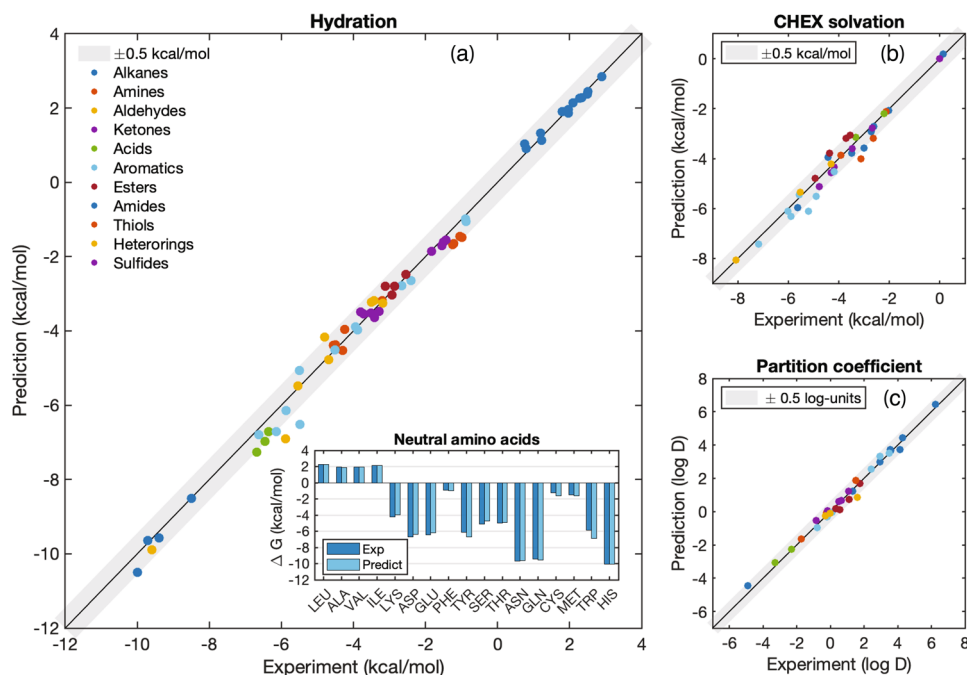 Hydration
(a)
±0.5 kcal/mol
Alkanes
Amines
Aldehydes
Ketones
Acids
Aromatics
Esters
Amides
Thiols
Heterorings
Sulfides
4
2
0
-2
-4
-6
-8
-10
-12
Prediction (kcal/mol)
-12
-10
-8
-6
-4
-2
0
2
4
Experiment (kcal/mol)
Neutral amino acids
4
2
0
-2
-4
-6
-8
-10
-12
Δ G (kcal/mol)
Exp
Predict
LEU
ALA
VAL
ILE
LYS
ASP
GLU
PHE
TYR
SER
THR
ASN
GLN
CYS
MET
TRP
HIS
CHEX solvation
±0.5 kcal/mol
(b)
0
-2
-4
-6
-8
Prediction (kcal/mol)
-8
-6
-4
-2
0
Experiment (kcal/mol)
Partition coefficient
± 0.5 log-units
(c)
8
6
4
2
0
-2
-4
-6
Prediction (log D)
-6
-4
-2
0
2
4
6
8
Experiment (log D)